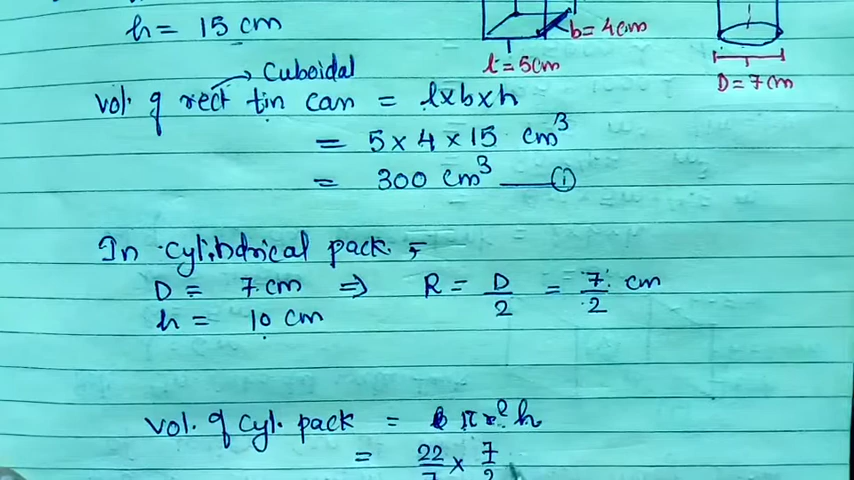 h = 15 cm
b = 4cm
l = 5cm
D = 7cm
Cuboidal
Vol. of rect tin can = l x b x h
= 5 x 4 x 15 cm³
= 300 cm³ ①
In cylindrical pack,
D = 7 cm ⇒ R = D/2 = 7/2 cm
h = 10 cm
Vol. of cyl. pack = πr²h
= 22/7 x 7/2